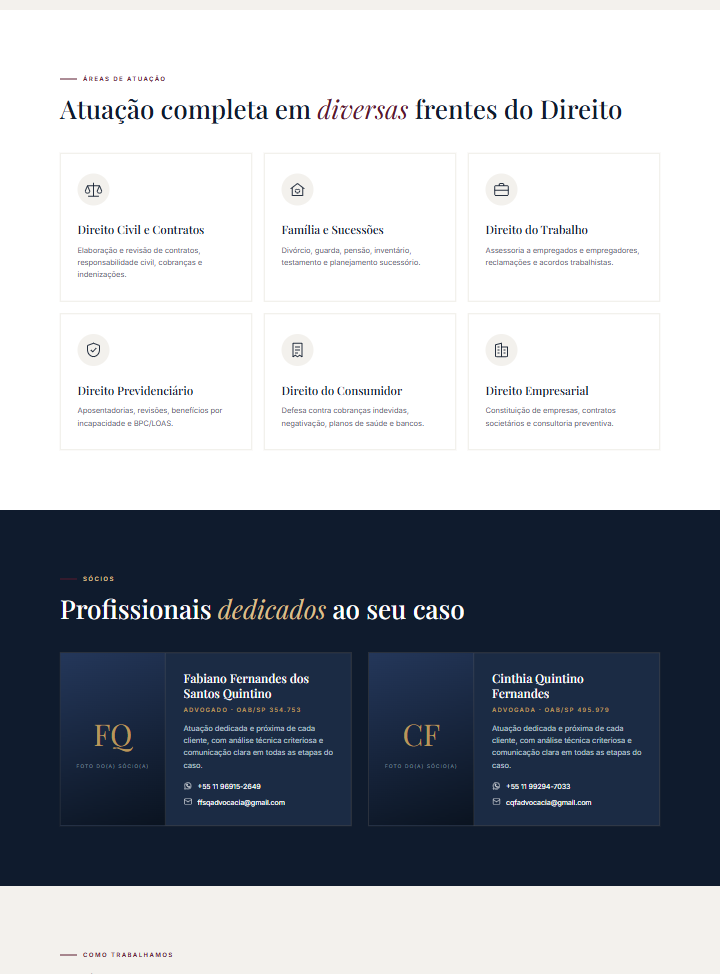 ÁREAS DE ATUAÇÃO
Atuação completa em diversas frentes do Direito
Direito Civil e Contratos
Elaboração e revisão de contratos,
responsabilidade civil, cobranças e
indenizações.
Família e Sucessões
Divórcio, guarda, pensão, inventário,
testamento e planejamento sucessório.
Direito do Trabalho
Assessoria a empregados e empregadores,
reclamações e acordos trabalhistas.
Direito Previdenciário
Aposentadorias, revisões, benefícios por
incapacidade e BPC/LOAS.
Direito do Consumidor
Defesa contra cobranças indevidas,
negativação, planos de saúde e bancos.
Direito Empresarial
Constituição de empresas, contratos
societários e consultoria preventiva.
SÓCIOS
Profissionais dedicados ao seu caso
FQ
FOTO DO(A) SÓCIO(A)
Fabiano Fernandes dos
Santos Quintino
ADVOGADO · OAB/SP 354.753
Atuação dedicada e próxima de cada
cliente, com análise técnica criteriosa e
comunicação clara em todas as etapas do
caso.
+55 11 96915-2649
ffsqadvocacia@gmail.com
CF
FOTO DO(A) SÓCIO(A)
Cinthia Quintino
Fernandes
ADVOGADA · OAB/SP 495.979
Atuação dedicada e próxima de cada
cliente, com análise técnica criteriosa e
comunicação clara em todas as etapas do
caso.
+55 11 99294-7033
cqfadvocacia@gmail.com
COMO TRABALHAMOS